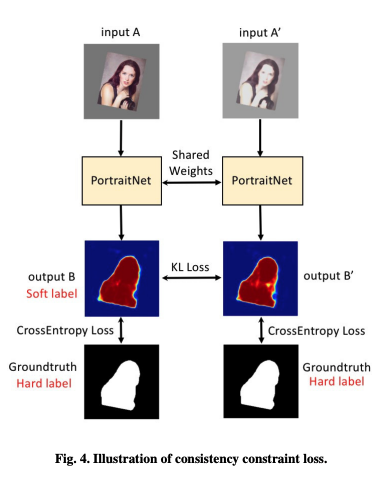 input A
input A’
Shared
Weights
PortraitNet
PortraitNet
KL Loss
output B
Soft label
output B’
CrossEntropy Loss
CrossEntropy Loss
Groundtruth
Hard label
Groundtruth
Hard label
Fig. 4. Illustration of consistency constraint loss.